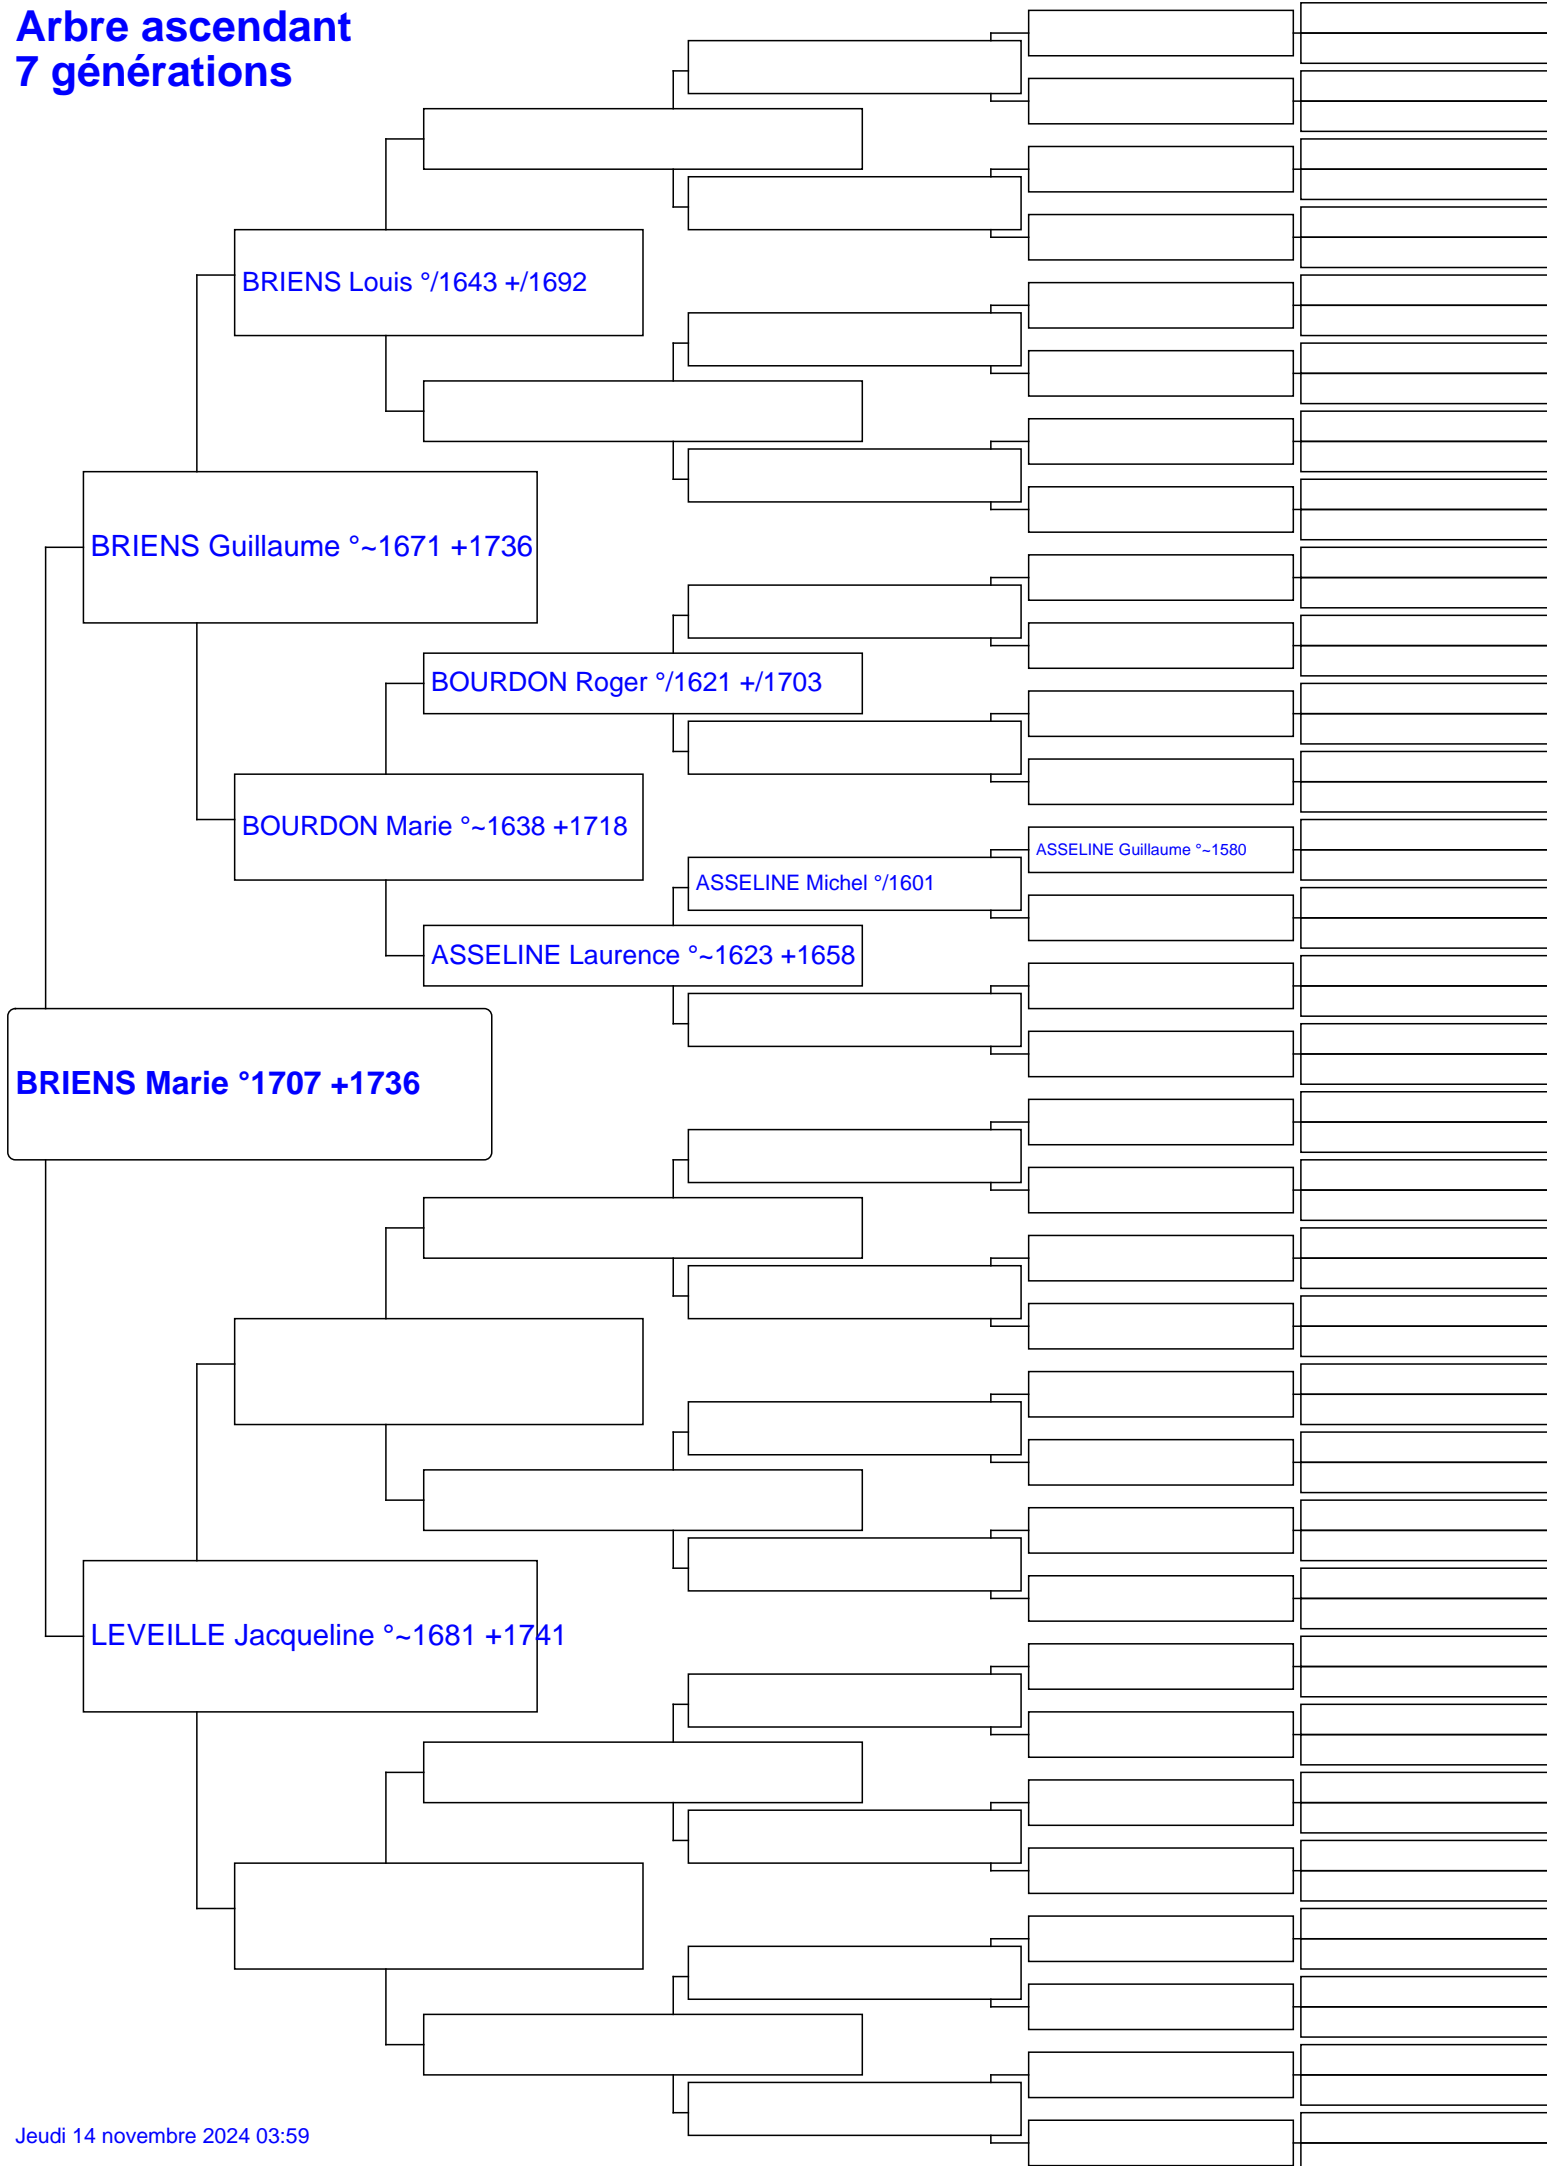 Arbre ascendant
7 générations
BRIENS Louis °/1643 +/1692
BRIENS Guillaume °~1671 +1736
BOURDON Roger °/1621 +/1703
BOURDON Marie °~1638 +1718
ASSELINE Guillaume °~1580
ASSELINE Michel °/1601
ASSELINE Laurence °~1623 +1658
BRIENS Marie °1707 +1736
LEVEILLE Jacqueline °~1681 +1741
Jeudi 14 novembre 2024 03:59